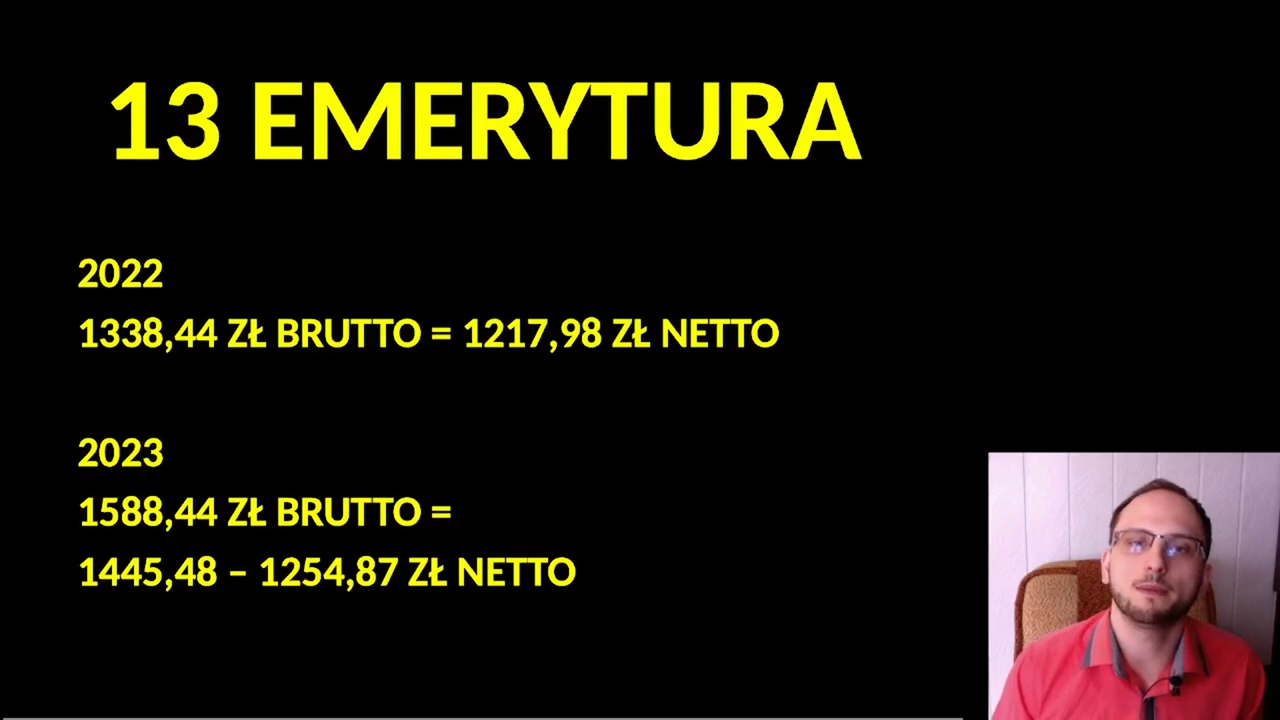 13 EMERYTURA
2022
1338,44 ZŁ BRUTTO = 1217,98 ZŁ NETTO
2023
1588,44 ZŁ BRUTTO =
1445,48 – 1254,87 ZŁ NETTO